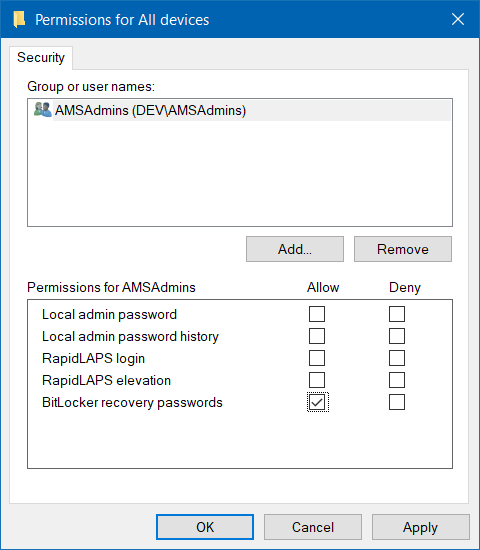 Permissions for All devices
Security
Group or user names:
AMSAdmins (DEV\AMSAdmins)
Add... Remove
Permissions for AMSAdmins Allow Deny
Local admin password
Local admin password history
RapidLAPS login
RapidLAPS elevation
BitLocker recovery passwords
OK Cancel Apply